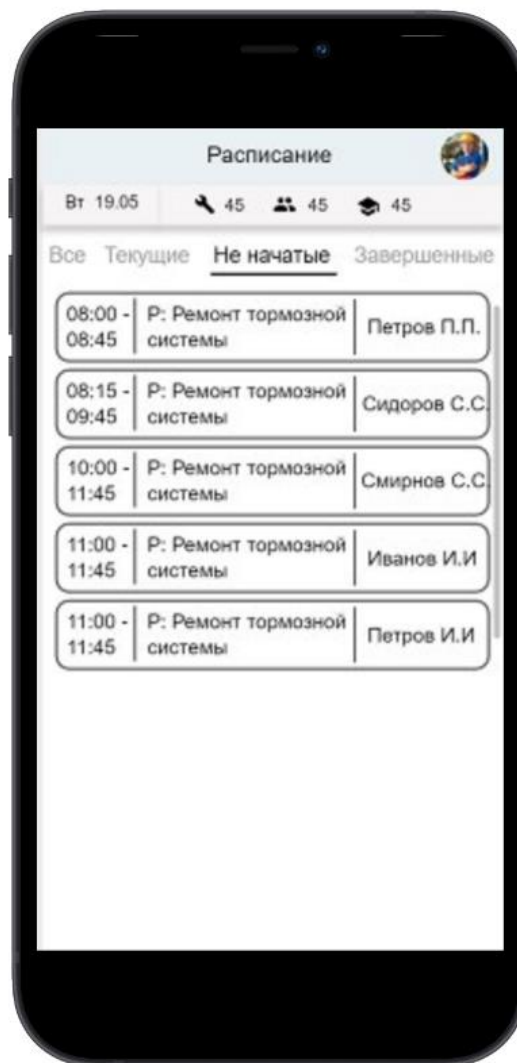 Расписание
Вт 19.05 45 45 45
Все Текущие Не начатые Завершенные
08:00 - Р: Ремонт тормозной Петров П.П.
08:45 системы
08:15 - Р: Ремонт тормозной Сидоров С.С.
09:45 системы
10:00 - Р: Ремонт тормозной Смирнов С.С.
11:45 системы
11:00 - Р: Ремонт тормозной Иванов И.И
11:45 системы
11:00 - Р: Ремонт тормозной Петров И.И
11:45 системы